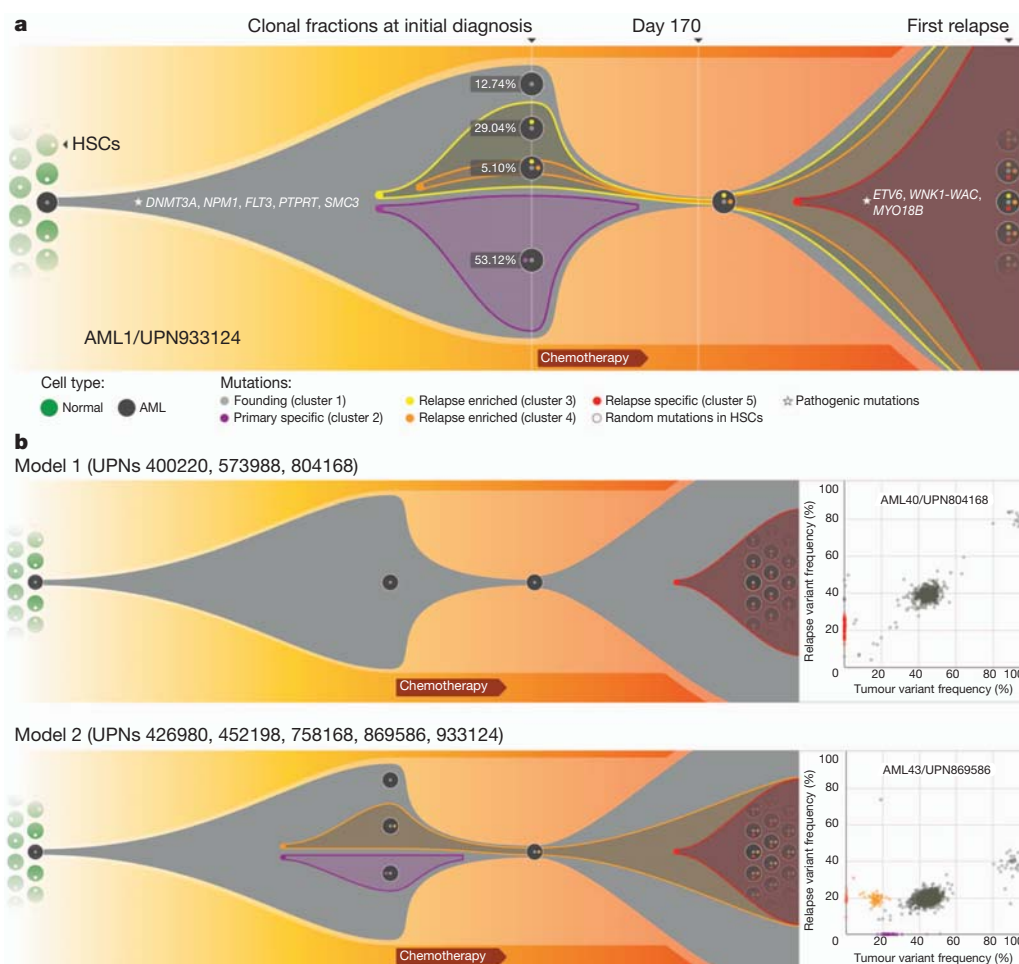 a
Clonal fractions at initial diagnosis
Day 170
First relapse
12.74%
29.04%
5.10%
53.12%
HSCs
DNMT3A, NPM1, FLT3, PTPRT, SMC3
ETV6, WNK1-WAC,
MYO18B
AML1/UPN933124
Chemotherapy
Cell type:
Normal
AML
Mutations:
Founding (cluster 1)
Primary specific (cluster 2)
Relapse enriched (cluster 3)
Relapse enriched (cluster 4)
Relapse specific (cluster 5)
Random mutations in HSCs
Pathogenic mutations
b
Model 1 (UPNs 400220, 573988, 804168)
Chemotherapy
AML40/UPN804168
Relapse variant frequency (%)
100
80
60
40
20
0
0
20
40
60
80
100
Tumour variant frequency (%)
Model 2 (UPNs 426980, 452198, 758168, 869586, 933124)
Chemotherapy
AML43/UPN869586
Relapse variant frequency (%)
100
80
60
40
20
0
20
40
60
80
100
Tumour variant frequency (%)